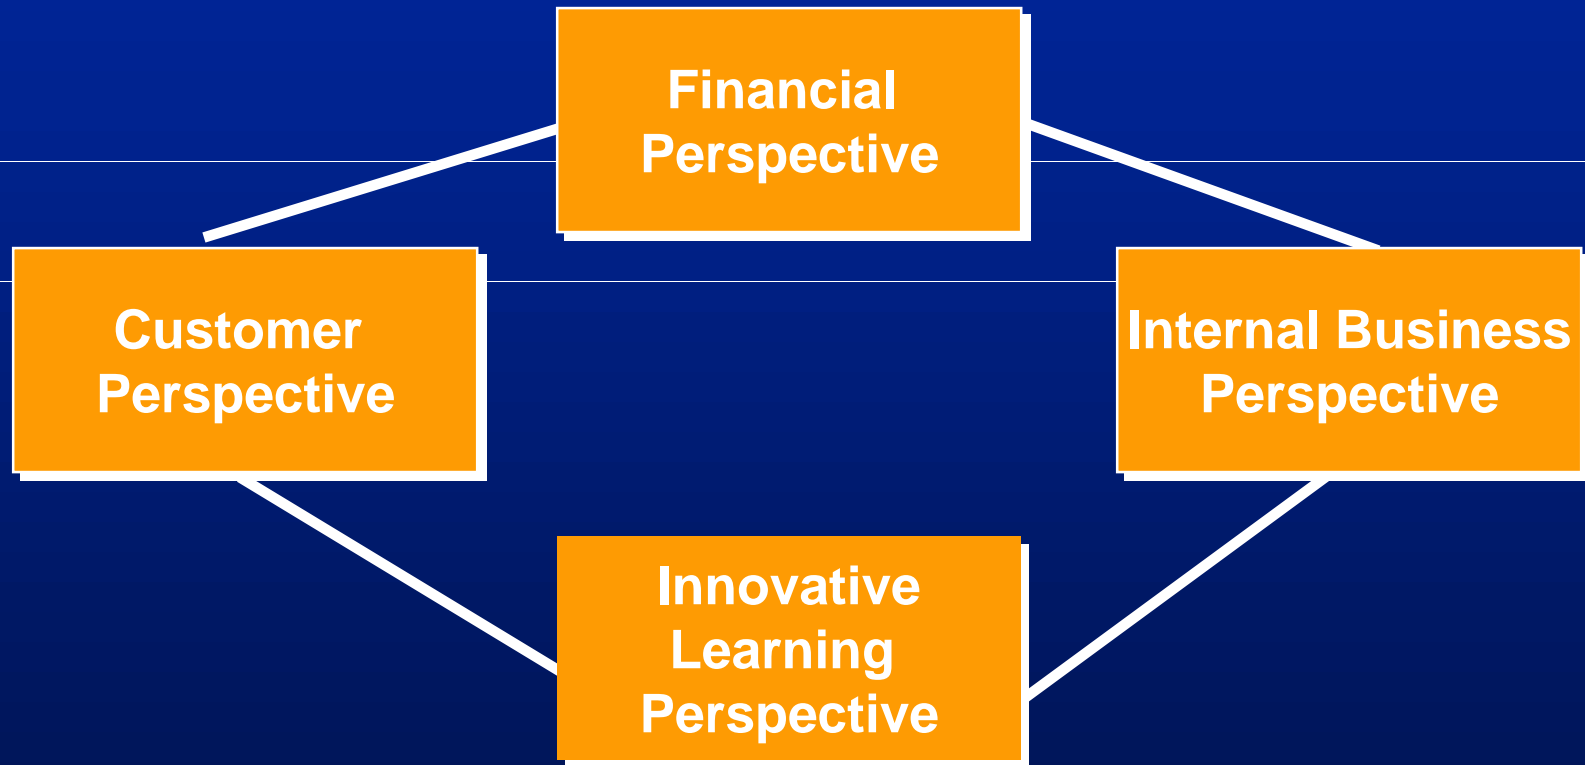 Financial
Perspective
Customer
Perspective
Internal Business
Perspective
Innovative
Learning
Perspective